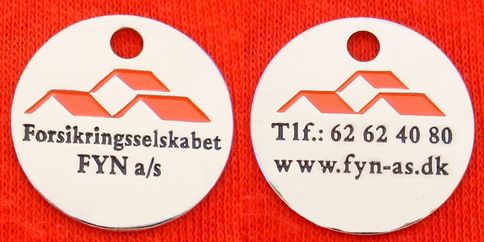 Forsikringsselskabet
FYN a/s
Tlf.: 62 62 40 80
www.fyn-as.dk